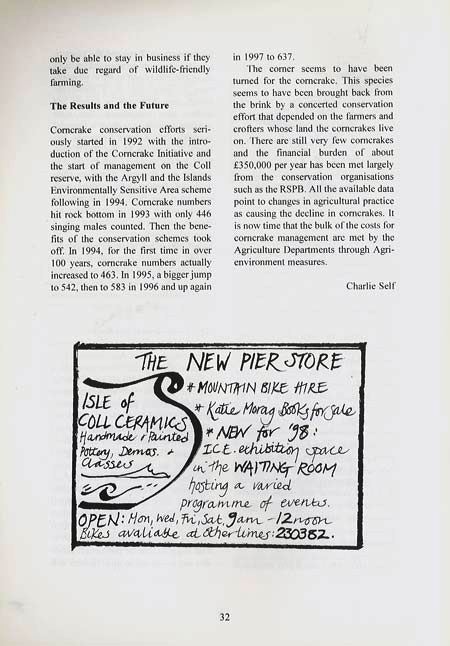 only be able to stay in business if they
take due regard of wildlife-friendly
farming.
The Results and the Future
Corncrake conservation efforts seri-
ously started in 1992 with the intro-
duction of the Corncrake Initiative and
the start of management on the Coll
reserve, with the Argyll and the Islands
Environmentally Sensitive Area scheme
following in 1994. Corncrake numbers
hit rock bottom in 1993 with only 446
singing males counted. Then the bene-
fits of the conservation schemes took
off. In 1994, for the first time in over
100 years, corncrake numbers actually
increased to 463. In 1995, a bigger jump
to 542, then to 583 in 1996 and up again
in 1997 to 637.
The corner seems to have been
turned for the corncrake. This species
seems to have been brought back from
the brink by a concerted conservation
effort that depended on the farmers and
crofters whose land the corncrakes live
on. There are still very few corncrakes
and the financial burden of about
£350,000 per year has been met largely
from the conservation organisations
such as the RSPB. All the available data
point to changes in agricultural practice
as causing the decline in corncrakes. It
is now time that the bulk of the costs for
corncrake management are met by the
Agriculture Departments through Agri-
environment measures.
Charlie Self
THE NEW PIER STORE
ISLE of
COLL CERAMICS
Handmade & Painted
Pottery, Demos. &
Classes
* MOUNTAIN BIKE HIRE
* Katie Morag Books for sale
* NEW for '98:
I.C.E. exhibition space
in the WAITING ROOM
hosting a varied
programme of events.
OPEN: Mon, Wed, Fri, Sat, 9am - 12noon
Bikes avaliable at other times: 230382.
32